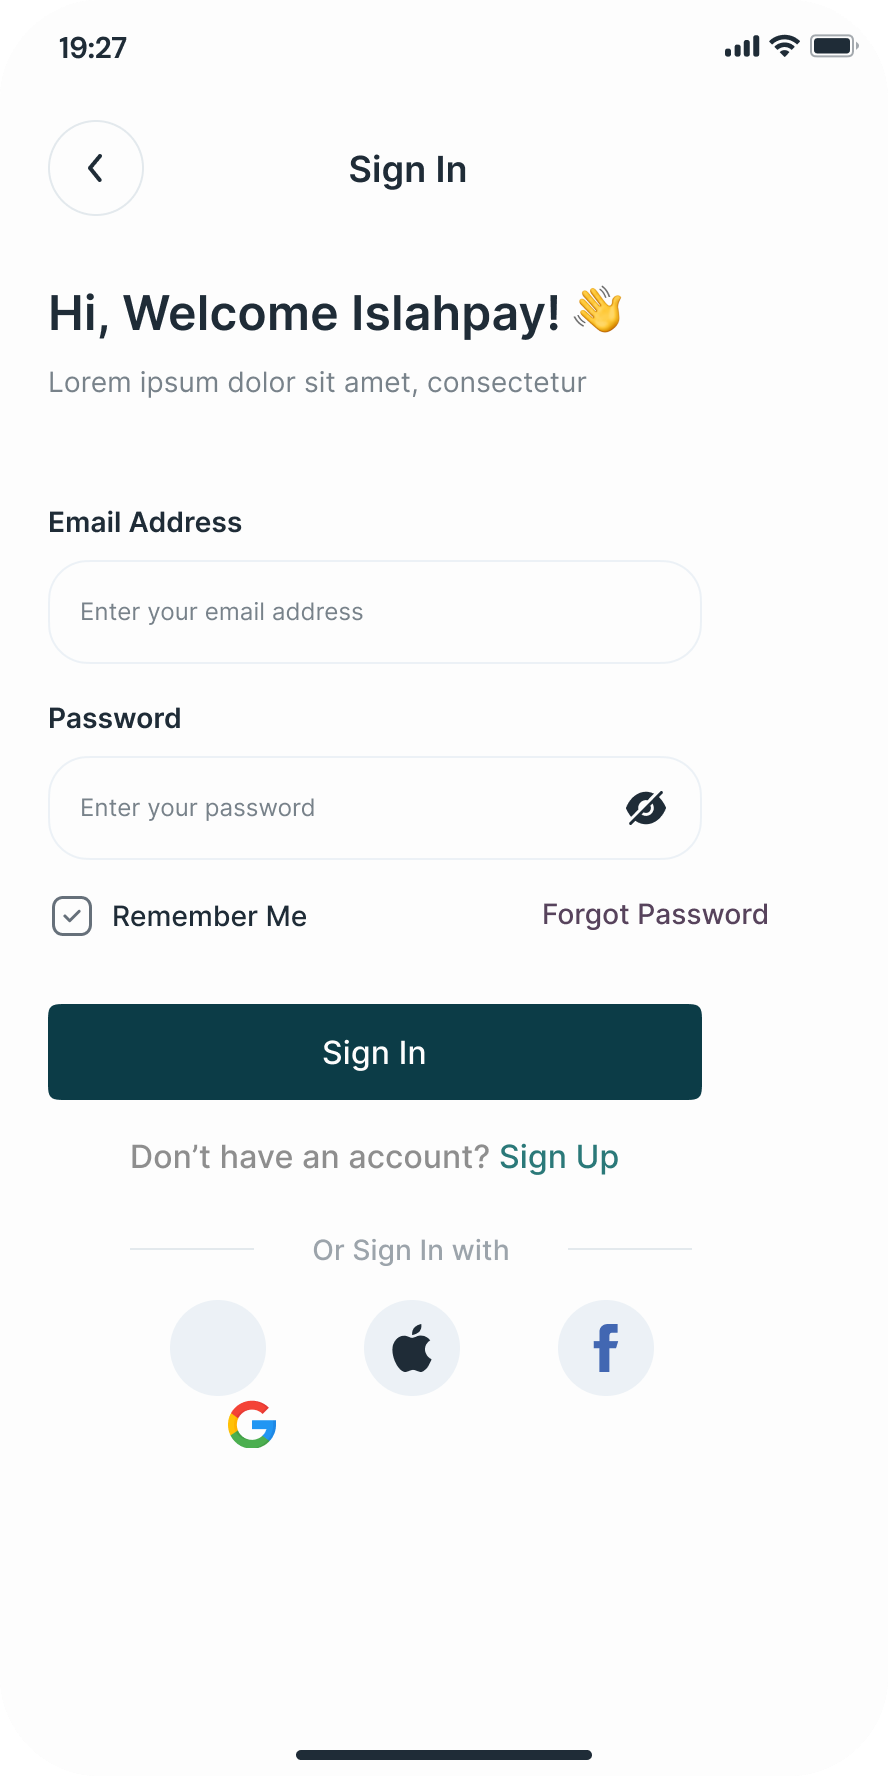 19:27
Sign In
Hi, Welcome Islahpay! 👋
Lorem ipsum dolor sit amet, consectetur
Email Address
Enter your email address
Password
Enter your password
Remember Me
Forgot Password
Sign In
Don’t have an account? Sign Up
Or Sign In with